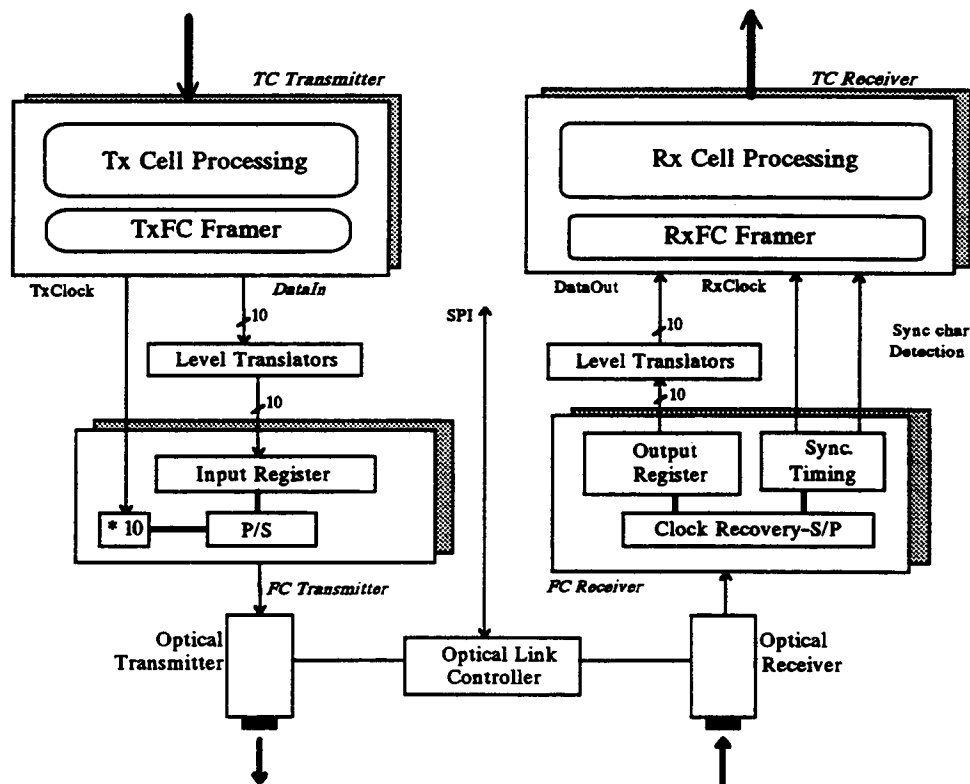 TC Transmitter
Tx Cell Processing
TxFC Framer
TxClock
DataIn
10
Level Translators
10
Input Register
* 10
P/S
FC Transmitter
Optical
Transmitter
SPI
Optical Link
Controller
TC Receiver
Rx Cell Processing
RxFC Framer
DataOut
RxClock
10
Sync char
Detection
Level Translators
10
Output
Register
Sync.
Timing
Clock Recovery-S/P
FC Receiver
Optical
Receiver